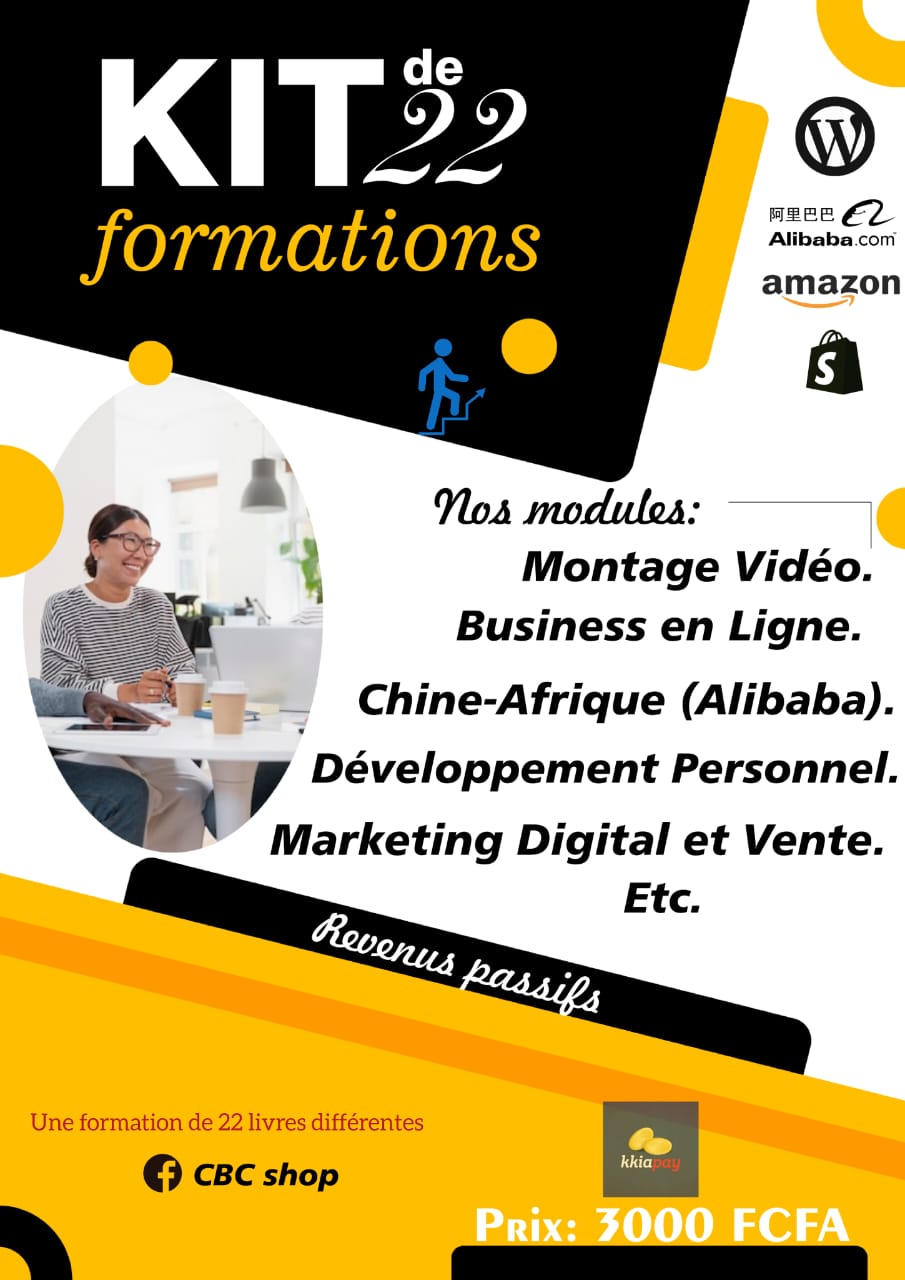 KIT de 22
formations
W
阿里巴巴
Alibaba.com
amazon
S
Nos modules:
Montage Vidéo.
Business en Ligne.
Chine-Afrique (Alibaba).
Développement Personnel.
Marketing Digital et Vente.
Etc.
Revenus passifs
Une formation de 22 livres différentes
f CBC shop
kkiapay
Prix: 3000 FCFA